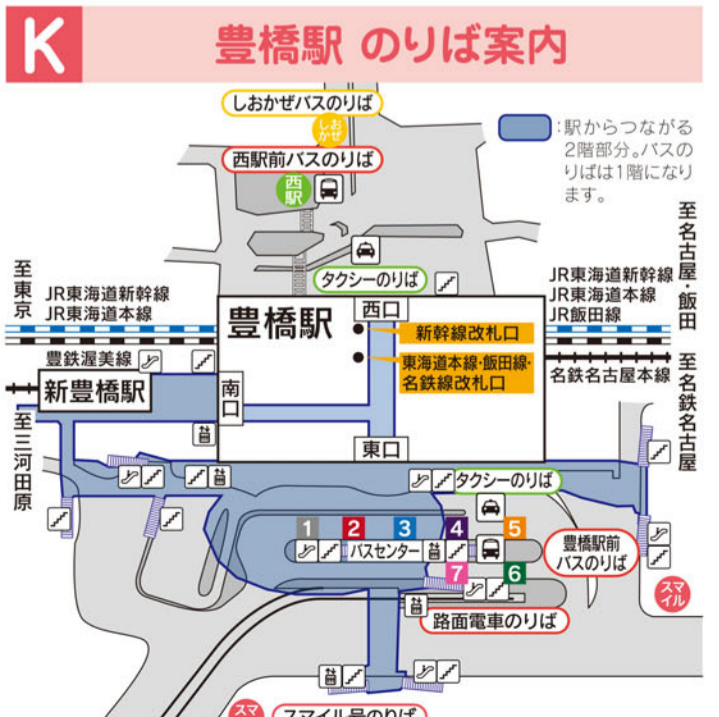 K
豊橋駅 のりば案内
しおかぜバスのりば
しお
かぜ
西駅前バスのりば
西
駅
:駅からつながる
2階部分。バスの
りばは1階になり
ます。
至東京
JR東海道新幹線
JR東海道本線
タクシーのりば
至名古屋・飯田
JR東海道新幹線
JR東海道本線
JR飯田線
豊橋駅
西口
新幹線改札口
東海道本線・飯田線・
名鉄線改札口
豊鉄渥美線
新豊橋駅
南口
名鉄名古屋本線
至名鉄名古屋
至三河田原
東口
タクシーのりば
1
2
3
4
5
バスセンター
7
6
豊橋駅前
バスのりば
スマ
イル
路面電車のりば
スマ
スマイル号のりば